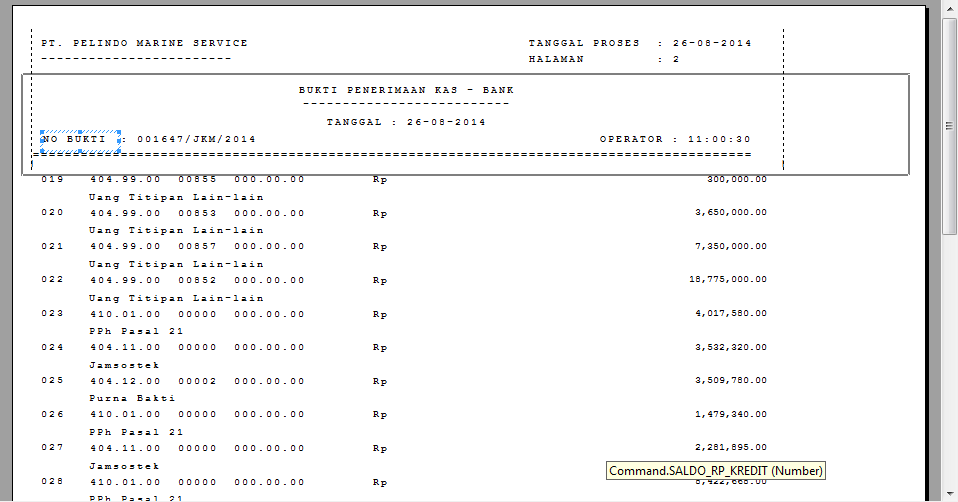 PT. PELINDO MARINE SERVICE TANGGAL PROSES : 26-08-2014
------------------------ HALAMAN : 2
BUKTI PENERIMAAN KAS - BANK
--------------------------
TANGGAL : 26-08-2014
NO BUKTI : 001647/JKM/2014 OPERATOR : 11:00:30
019 404.99.00 00855 000.00.00 Rp 300,000.00
Uang Titipan Lain-lain
020 404.99.00 00853 000.00.00 Rp 3,650,000.00
Uang Titipan Lain-lain
021 404.99.00 00857 000.00.00 Rp 7,350,000.00
Uang Titipan Lain-lain
022 404.99.00 00852 000.00.00 Rp 18,775,000.00
Uang Titipan Lain-lain
023 410.01.00 00000 000.00.00 Rp 4,017,580.00
PPh Pasal 21
024 404.11.00 00000 000.00.00 Rp 3,532,320.00
Jamsostek
025 404.12.00 00002 000.00.00 Rp 3,509,780.00
Purna Bakti
026 410.01.00 00000 000.00.00 Rp 1,479,340.00
PPh Pasal 21
027 404.11.00 00000 000.00.00 Rp 2,281,895.00
Jamsostek
Command.SALDO_RP_KREDIT (Number)
028 410.01.00 00000 000.00.00 Rp
PPh Pasal 21